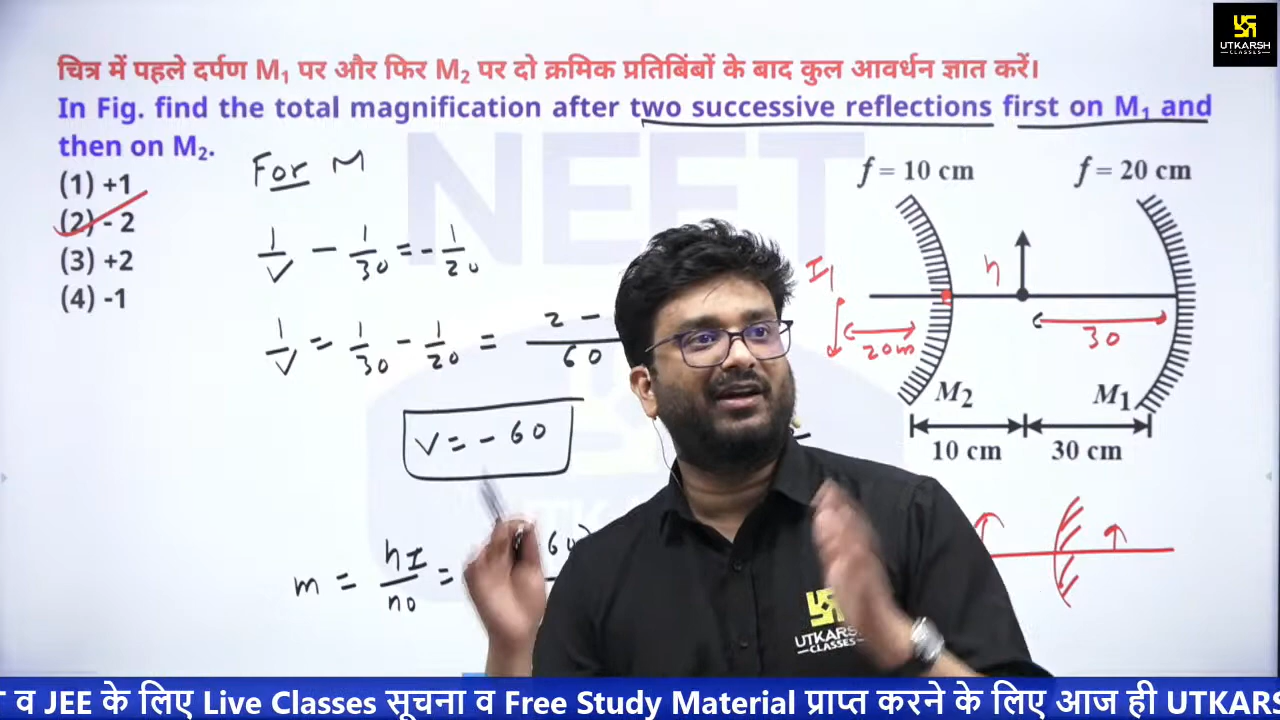 UTKARSH
CLASSES
चित्र में पहले दर्पण M₁ पर और फिर M₂ पर दो क्रमिक प्रतिबिंबों के बाद कुल आवर्धन ज्ञात करें।
In Fig. find the total magnification after two successive reflections first on M₁ and
then on M₂.
(1) +1
(2) - 2
(3) +2
(4) -1
For M
1/V - 1/30 = - 1/20
1/V = 1/30 - 1/20 = 2 - / 60
V = - 60
m = hI/ho =
f = 10 cm
f = 20 cm
I₁
h
30
20
M₂
M₁
10 cm
30 cm
UTKARSH
CLASSES
व JEE के लिए Live Classes सूचना व Free Study Material प्राप्त करने के लिए आज ही UTKARS